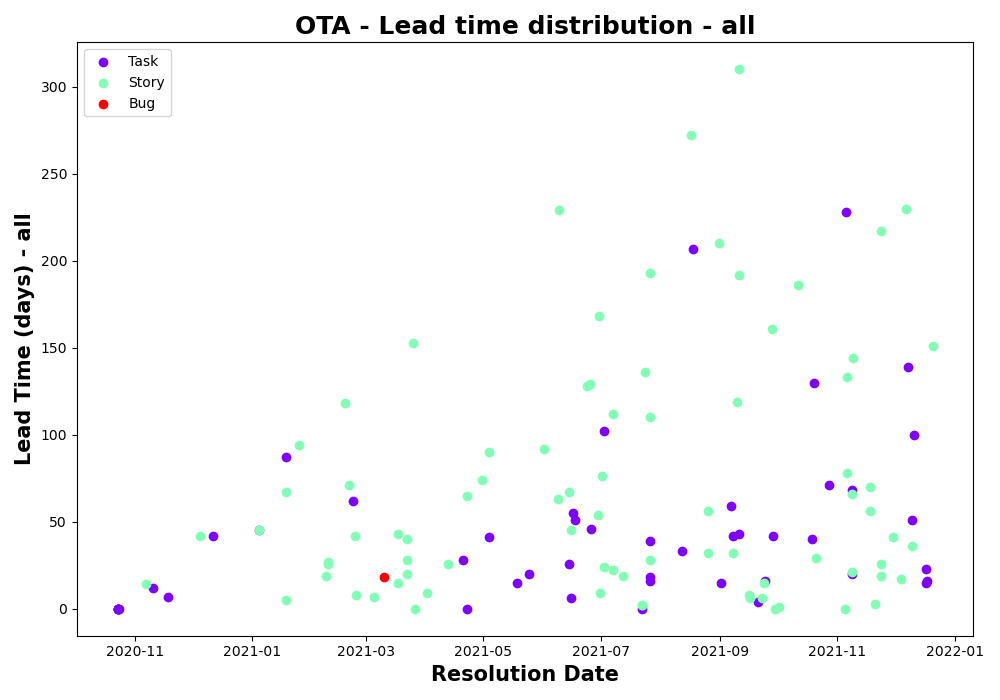 OTA - Lead time distribution - all
Task
Story
Bug
300
250
200
150
100
50
0
Lead Time (days) - all
2020-11 2021-01 2021-03 2021-05 2021-07 2021-09 2021-11 2022-01
Resolution Date